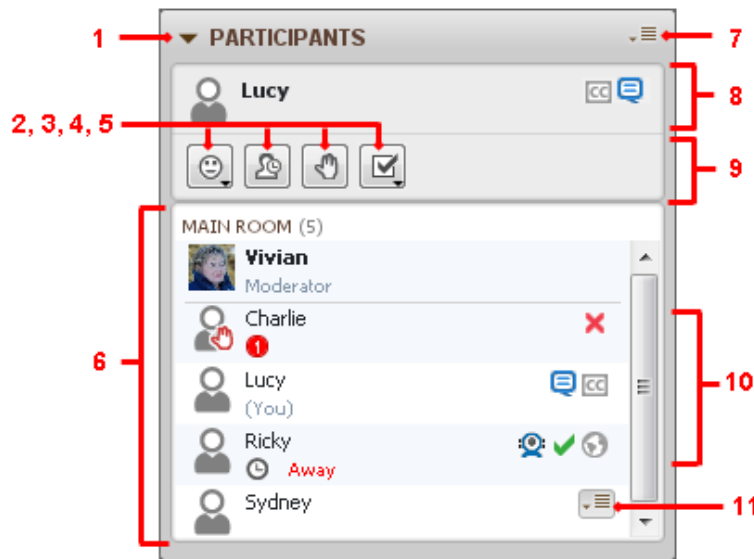 1 PARTICIPANTS 7
Lucy CC 8
2, 3, 4, 5
9
MAIN ROOM (5)
Vivian
Moderator
Charlie
1
6
10
Lucy CC
(You)
Ricky
Away
Sydney
11